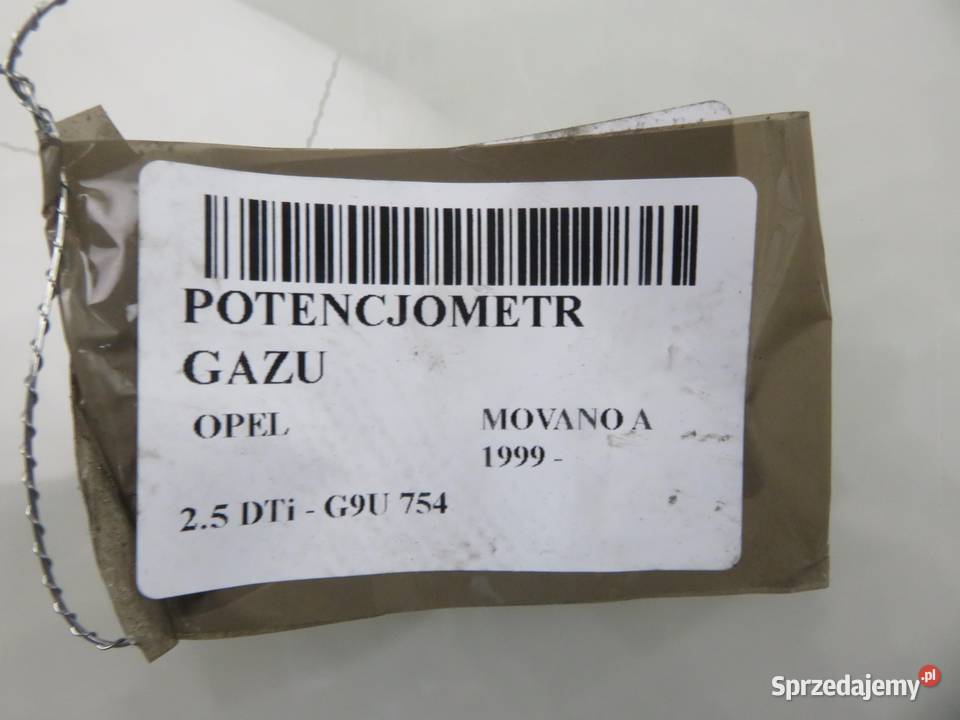 POTENCJOMETR
GAZU
OPEL MOVANO A
1999 -
2.5 DTi - G9U 754
Sprzedajemy.pl